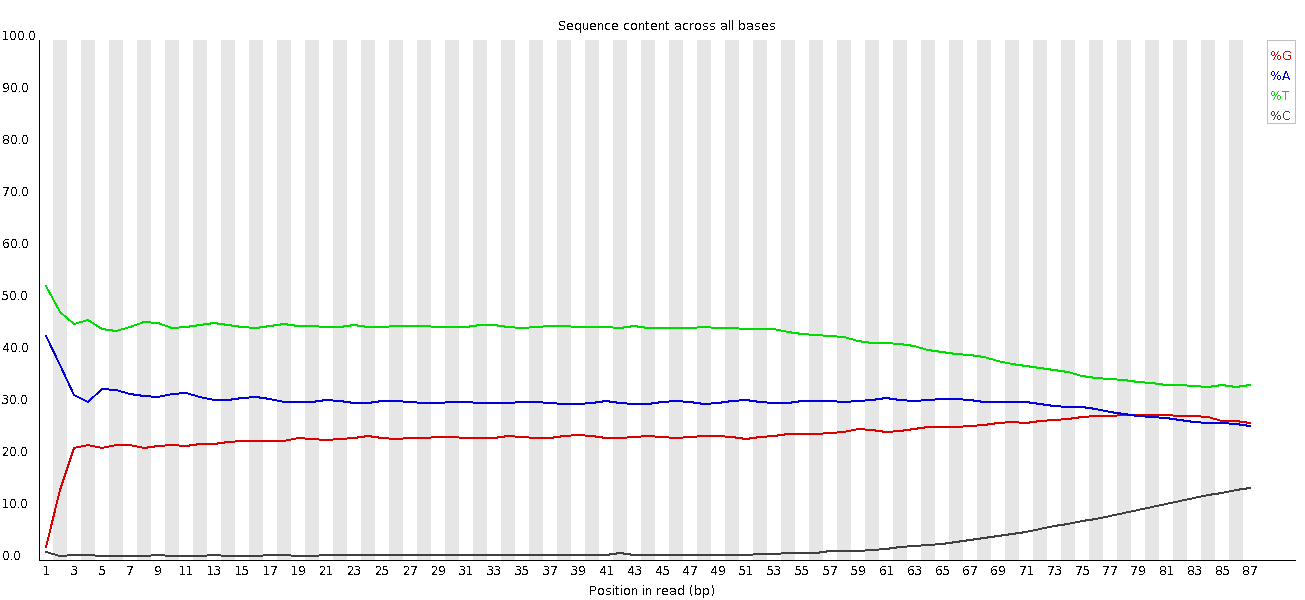 Sequence content across all bases
100.0
90.0
80.0
70.0
60.0
50.0
40.0
30.0
20.0
10.0
0.0
%G
%A
%T
%C
1 3 5 7 9 11 13 15 17 19 21 23 25 27 29 31 33 35 37 39 41 43 45 47 49 51 53 55 57 59 61 63 65 67 69 71 73 75 77 79 81 83 85 87
Position in read (bp)